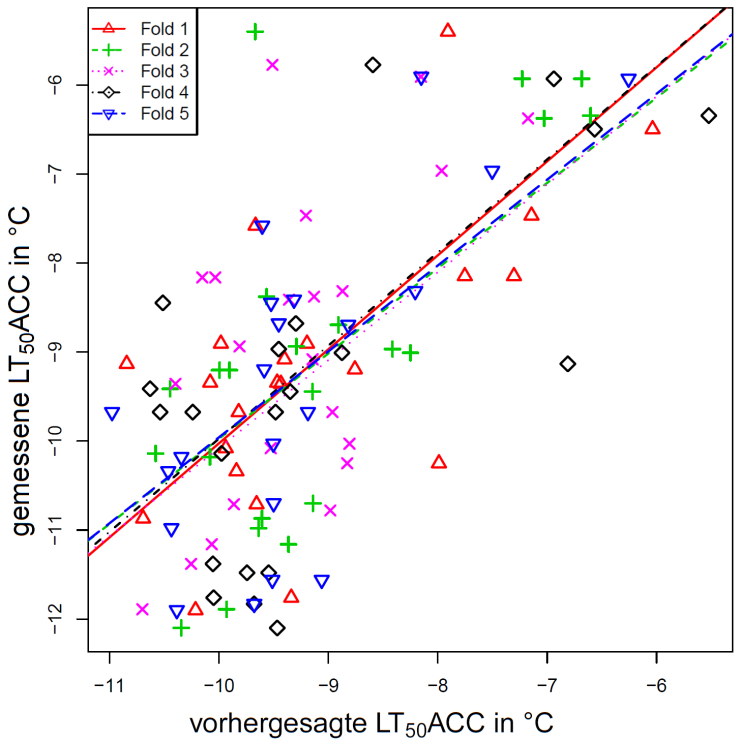 Fold 1
Fold 2
Fold 3
Fold 4
Fold 5
gemessene LT50ACC in °C
−6
−7
−8
−9
−10
−11
−12
−11
−10
−9
−8
−7
−6
vorhergesagte LT50ACC in °C